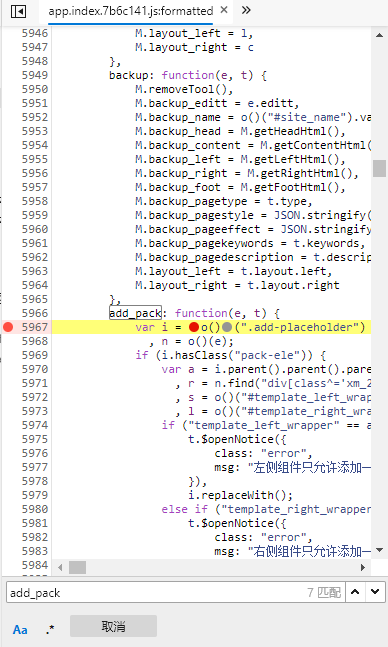 app.index.7b6c141.js:formatted
5946 M.layout_left = l,
5947 M.layout_right = c
5948 },
5949 backup: function(e, t) {
5950 M.removeTool(),
5951 M.backup_editt = e.editt,
5952 M.backup_name = o()("#site_name").va
5953 M.backup_head = M.getHeadHtml(),
5954 M.backup_content = M.getContentHtml(
5955 M.backup_left = M.getLeftHtml(),
5956 M.backup_right = M.getRightHtml(),
5957 M.backup_foot = M.getFootHtml(),
5958 M.backup_pagetype = t.type,
5959 M.backup_pagestyle = JSON.stringify(
5960 M.backup_pageeffect = JSON.stringify
5961 M.backup_pagekeywords = t.keywords,
5962 M.backup_pagedescription = t.descrip
5963 M.layout_left = t.layout.left,
5964 M.layout_right = t.layout.right
5965 },
5966 add_pack: function(e, t) {
5967 var i = o()(".add-placeholder")
5968 , n = o()(e);
5969 if (i.hasClass("pack-ele")) {
5970 var a = i.parent().parent().pare
5971 , r = n.find("div[class^='xm_2
5972 , s = o()("#template_left_wrap
5973 , l = o()("#template_right_wra
5974 if ("template_left_wrapper" == a
5975 t.$openNotice({
5976 class: "error",
5977 msg: "左侧组件只允许添加一
5978 }),
5979 i.replaceWith();
5980 else if ("template_right_wrapper
5981 t.$openNotice({
5982 class: "error",
5983 msg: "右侧组件只允许添加一
5984
add_pack 7 匹配
Aa .* 取消